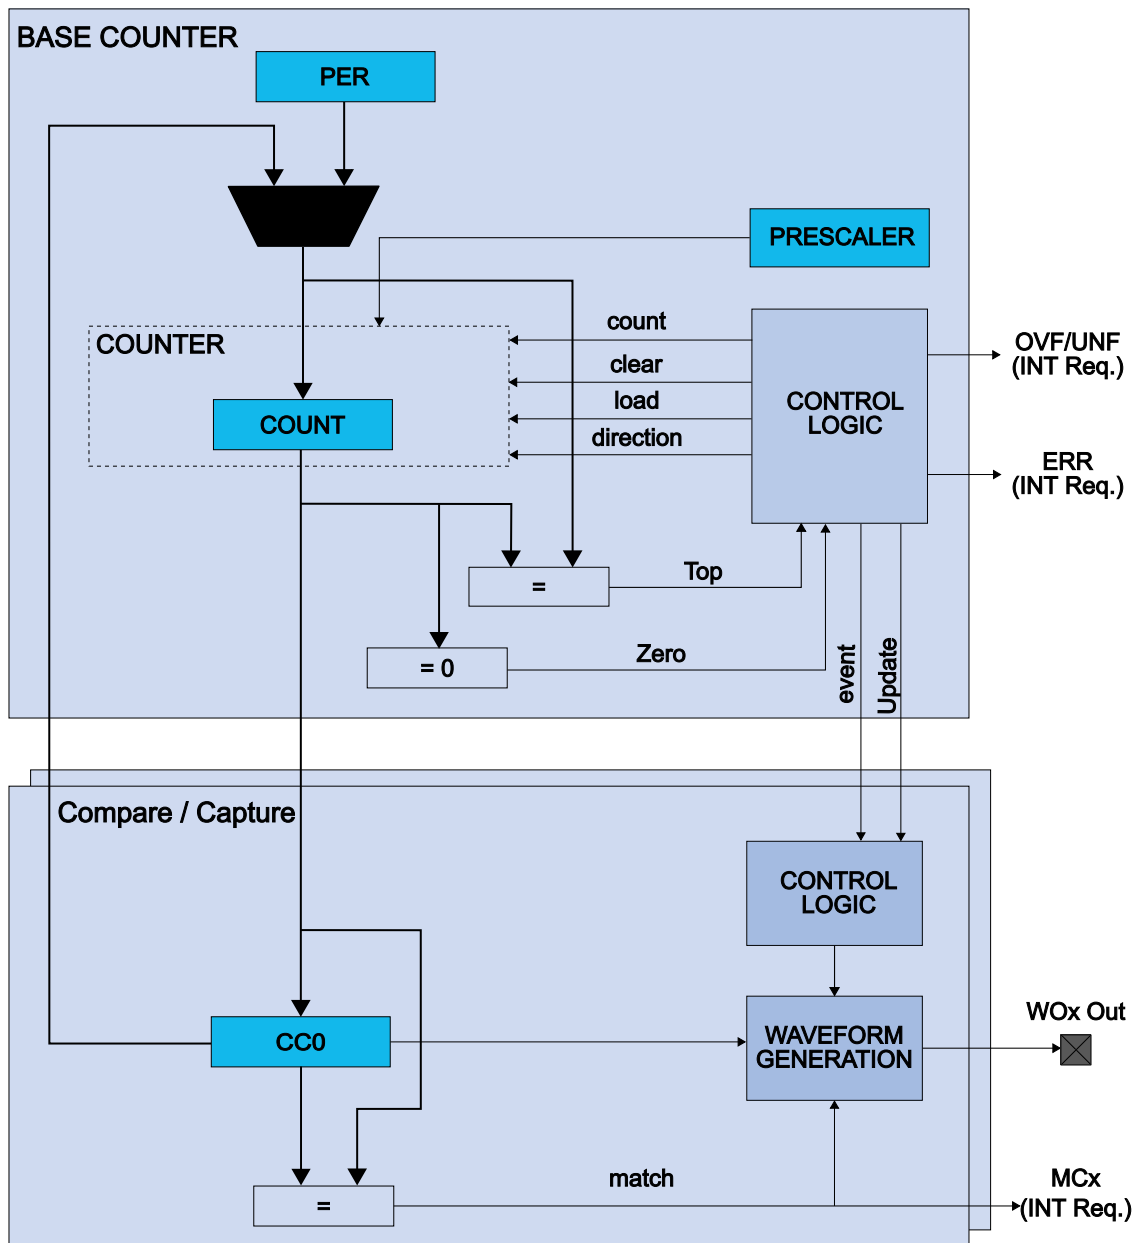 BASE COUNTER
PER
PRESCALER
COUNTER
count
clear
load
direction
COUNT
CONTROL
LOGIC
OVF/UNF
(INT Req.)
ERR
(INT Req.)
=
Top
= 0
Zero
event
Update
Compare / Capture
CONTROL
LOGIC
CC0
WAVEFORM
GENERATION
WOx Out
=
match
MCx
(INT Req.)